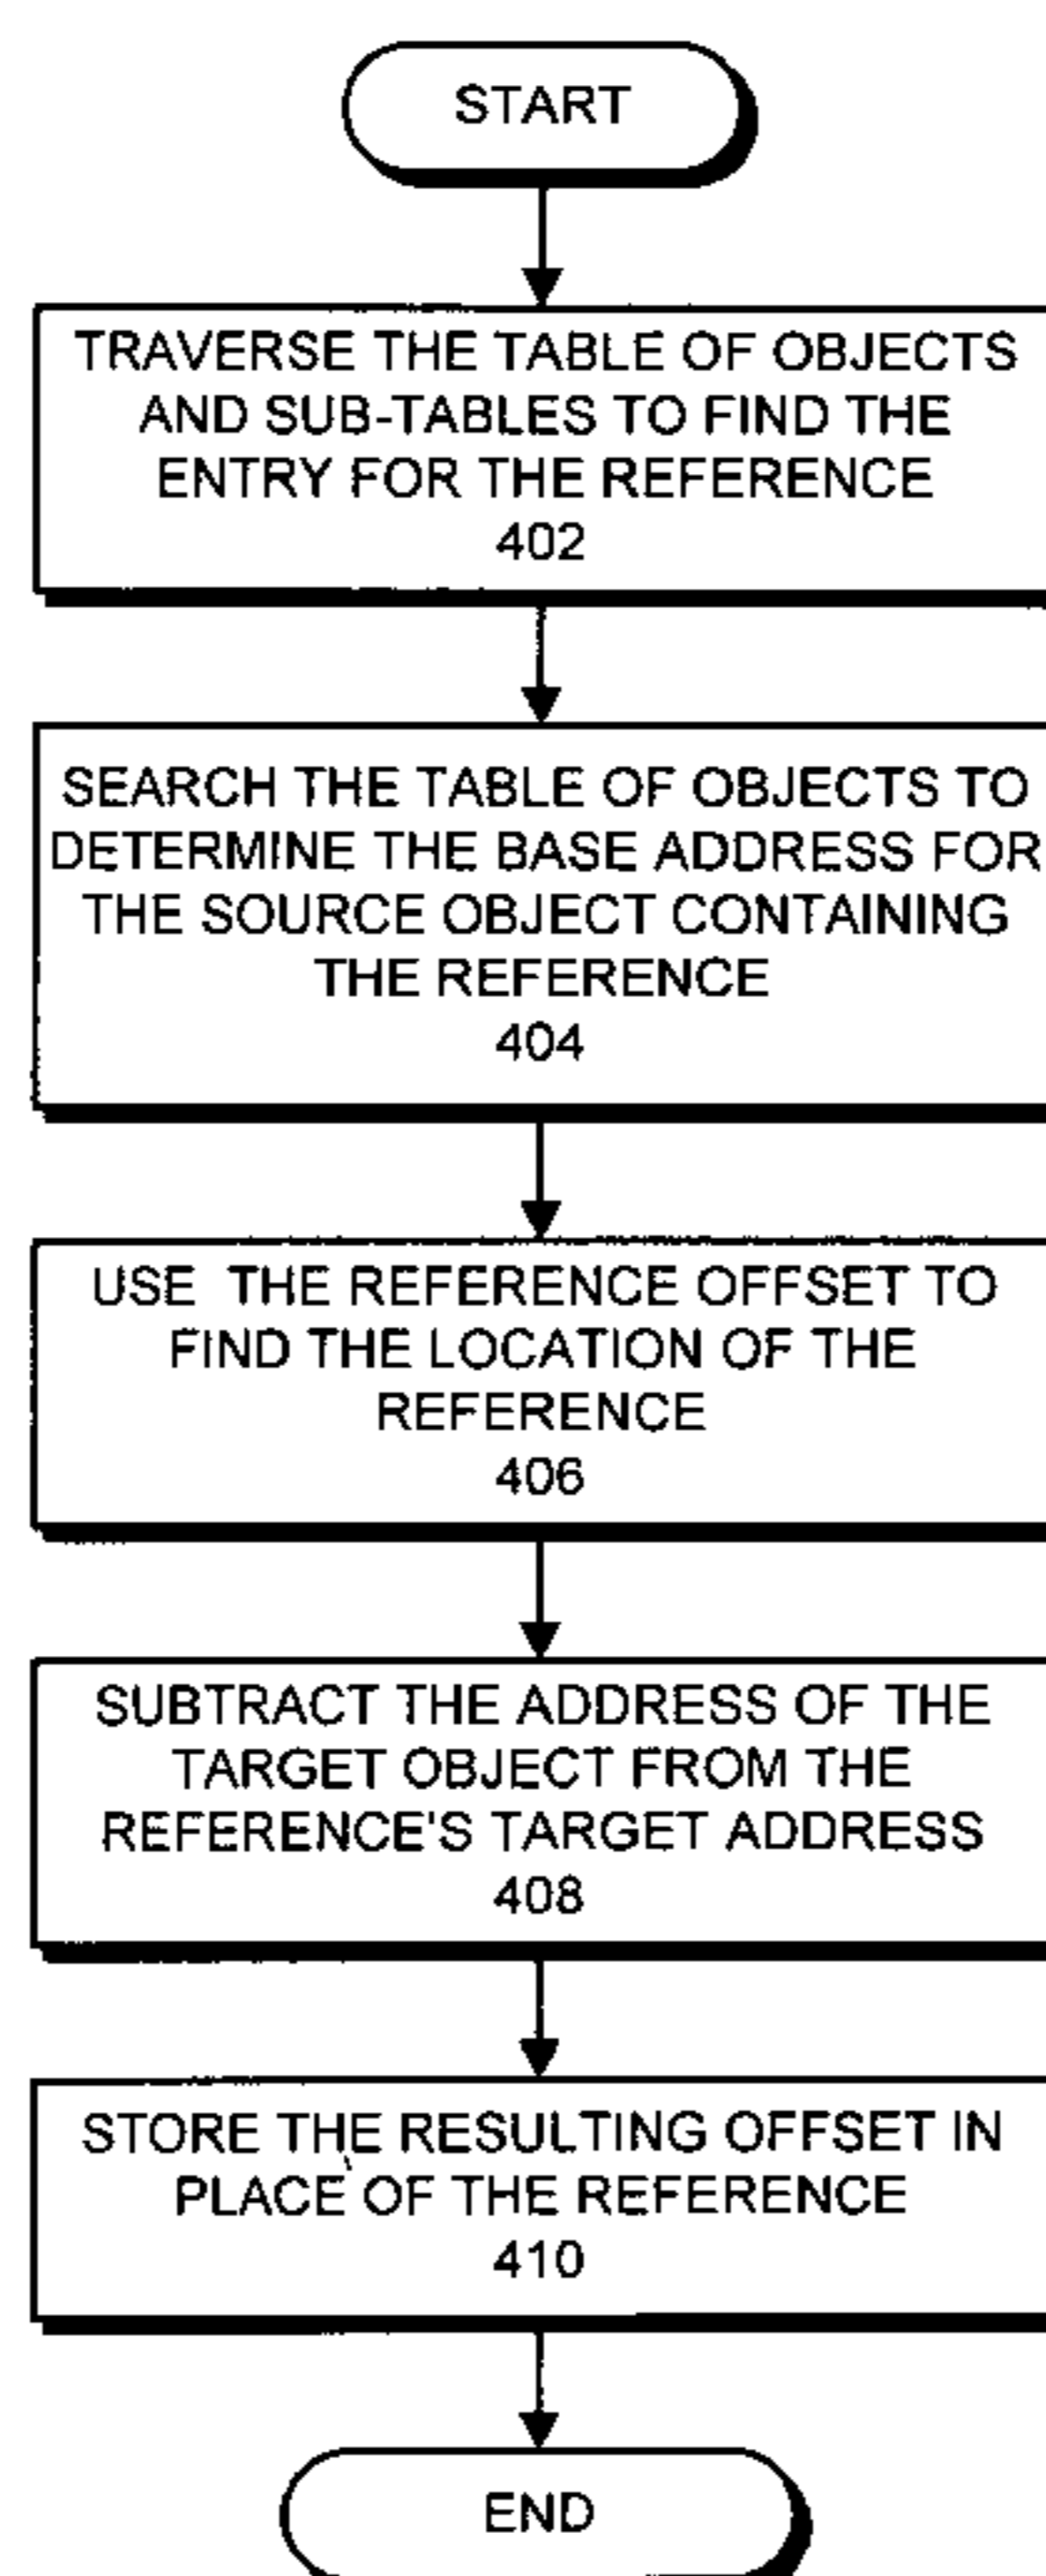 START
TRAVERSE THE TABLE OF OBJECTS
AND SUB-TABLES TO FIND THE
ENTRY FOR THE REFERENCE
402
SEARCH THE TABLE OF OBJECTS TO
DETERMINE THE BASE ADDRESS FOR
THE SOURCE OBJECT CONTAINING
THE REFERENCE
404
USE THE REFERENCE OFFSET TO
FIND THE LOCATION OF THE
REFERENCE
406
SUBTRACT THE ADDRESS OF THE
TARGET OBJECT FROM THE
REFERENCE'S TARGET ADDRESS
408
STORE THE RESULTING OFFSET IN
PLACE OF THE REFERENCE
410
END